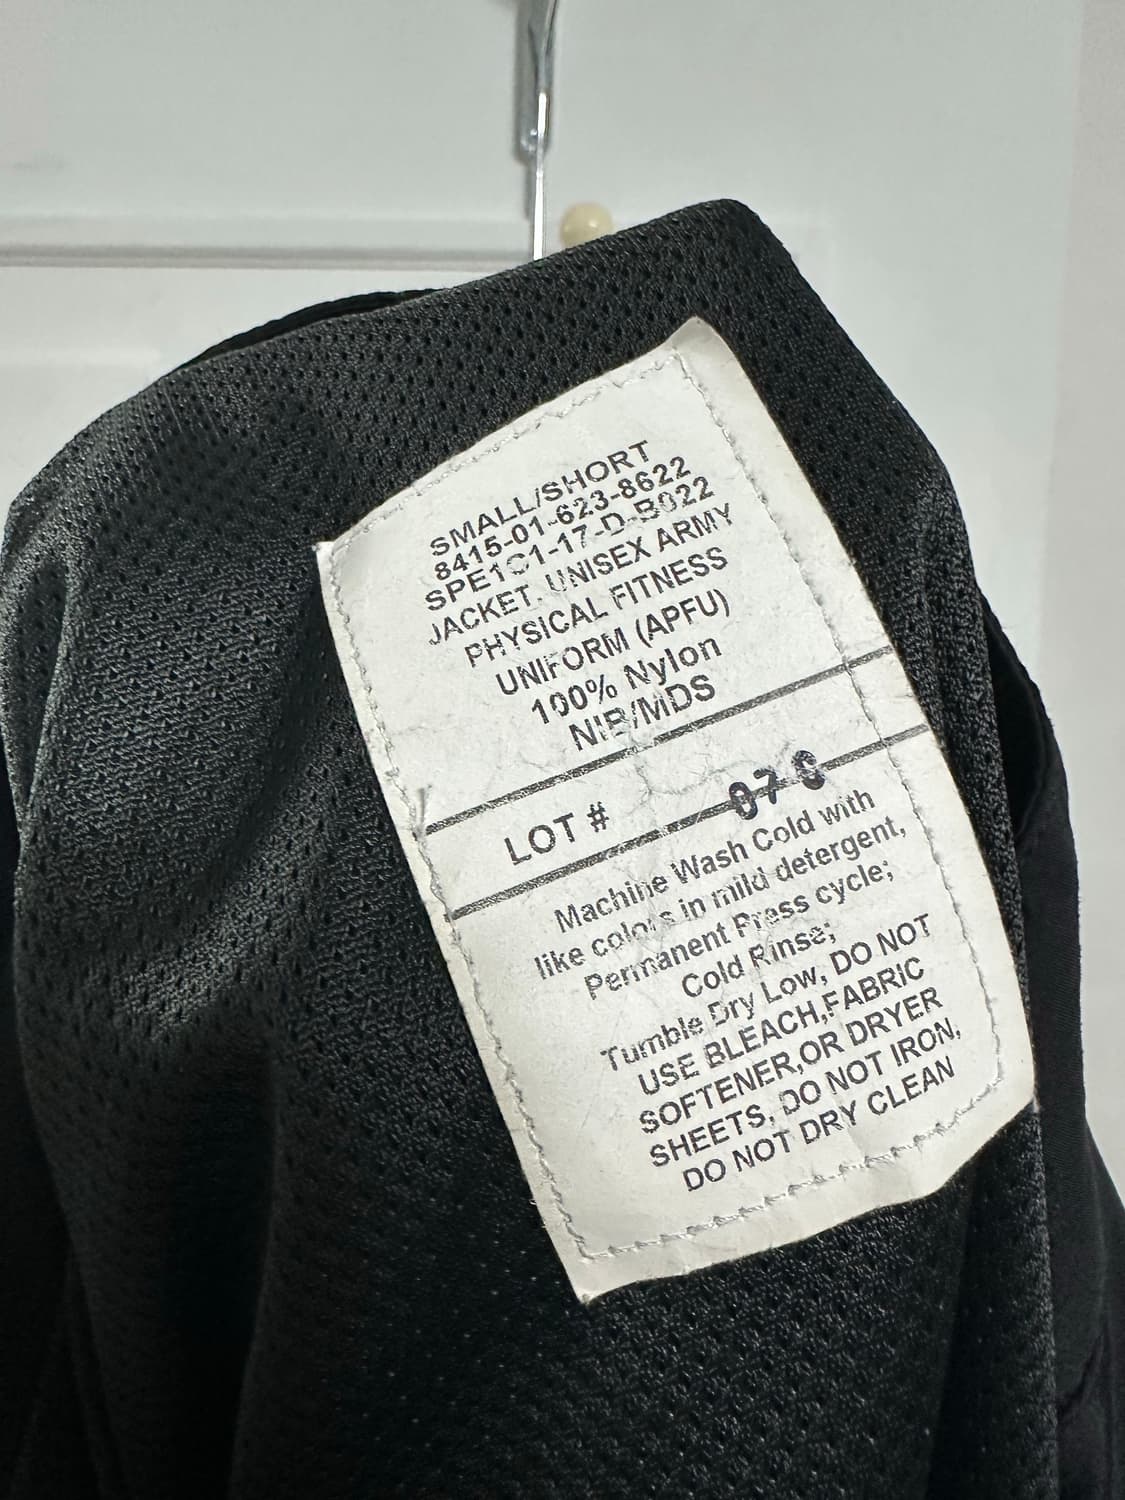 SMALL/SHORT
8415-01-623-8622
SPE1C1-17-D-B022
JACKET, UNISEX ARMY
PHYSICAL FITNESS
UNIFORM (APFU)
100% Nylon
NIB/MDS
LOT #
Machine Wash Cold with
like colors in mild detergent,
Permanent Press cycle;
Cold Rinse;
Tumble Dry Low, DO NOT
USE BLEACH,FABRIC
SOFTENER,OR DRYER
SHEETS, DO NOT IRON,
DO NOT DRY CLEAN